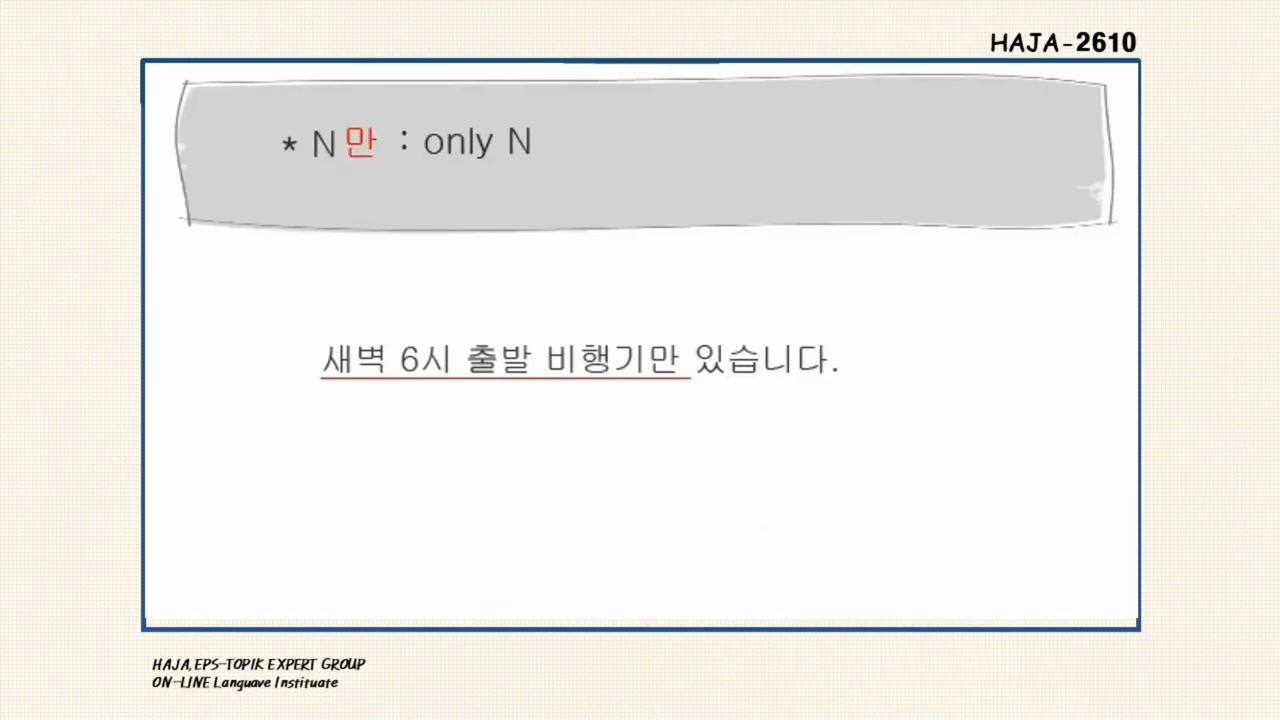 HAJA-2610
* N만 : only N
새벽 6시 출발 비행기만 있습니다.
HAJA, EPS-TOPIK EXPERT GROUP
ON-LINE Languave Instituate